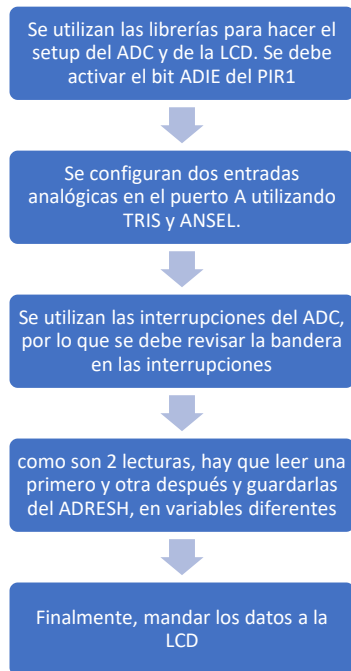 Se utilizan las librerías para hacer el
setup del ADC y de la LCD. Se debe
activar el bit ADIE del PIR1
Se configuran dos entradas
analógicas en el puerto A utilizando
TRIS y ANSEL.
Se utilizan las interrupciones del ADC,
por lo que se debe revisar la bandera
en las interrupciones
como son 2 lecturas, hay que leer una
primero y otra después y guardarlas
del ADRESH, en variables diferentes
Finalmente, mandar los datos a la
LCD